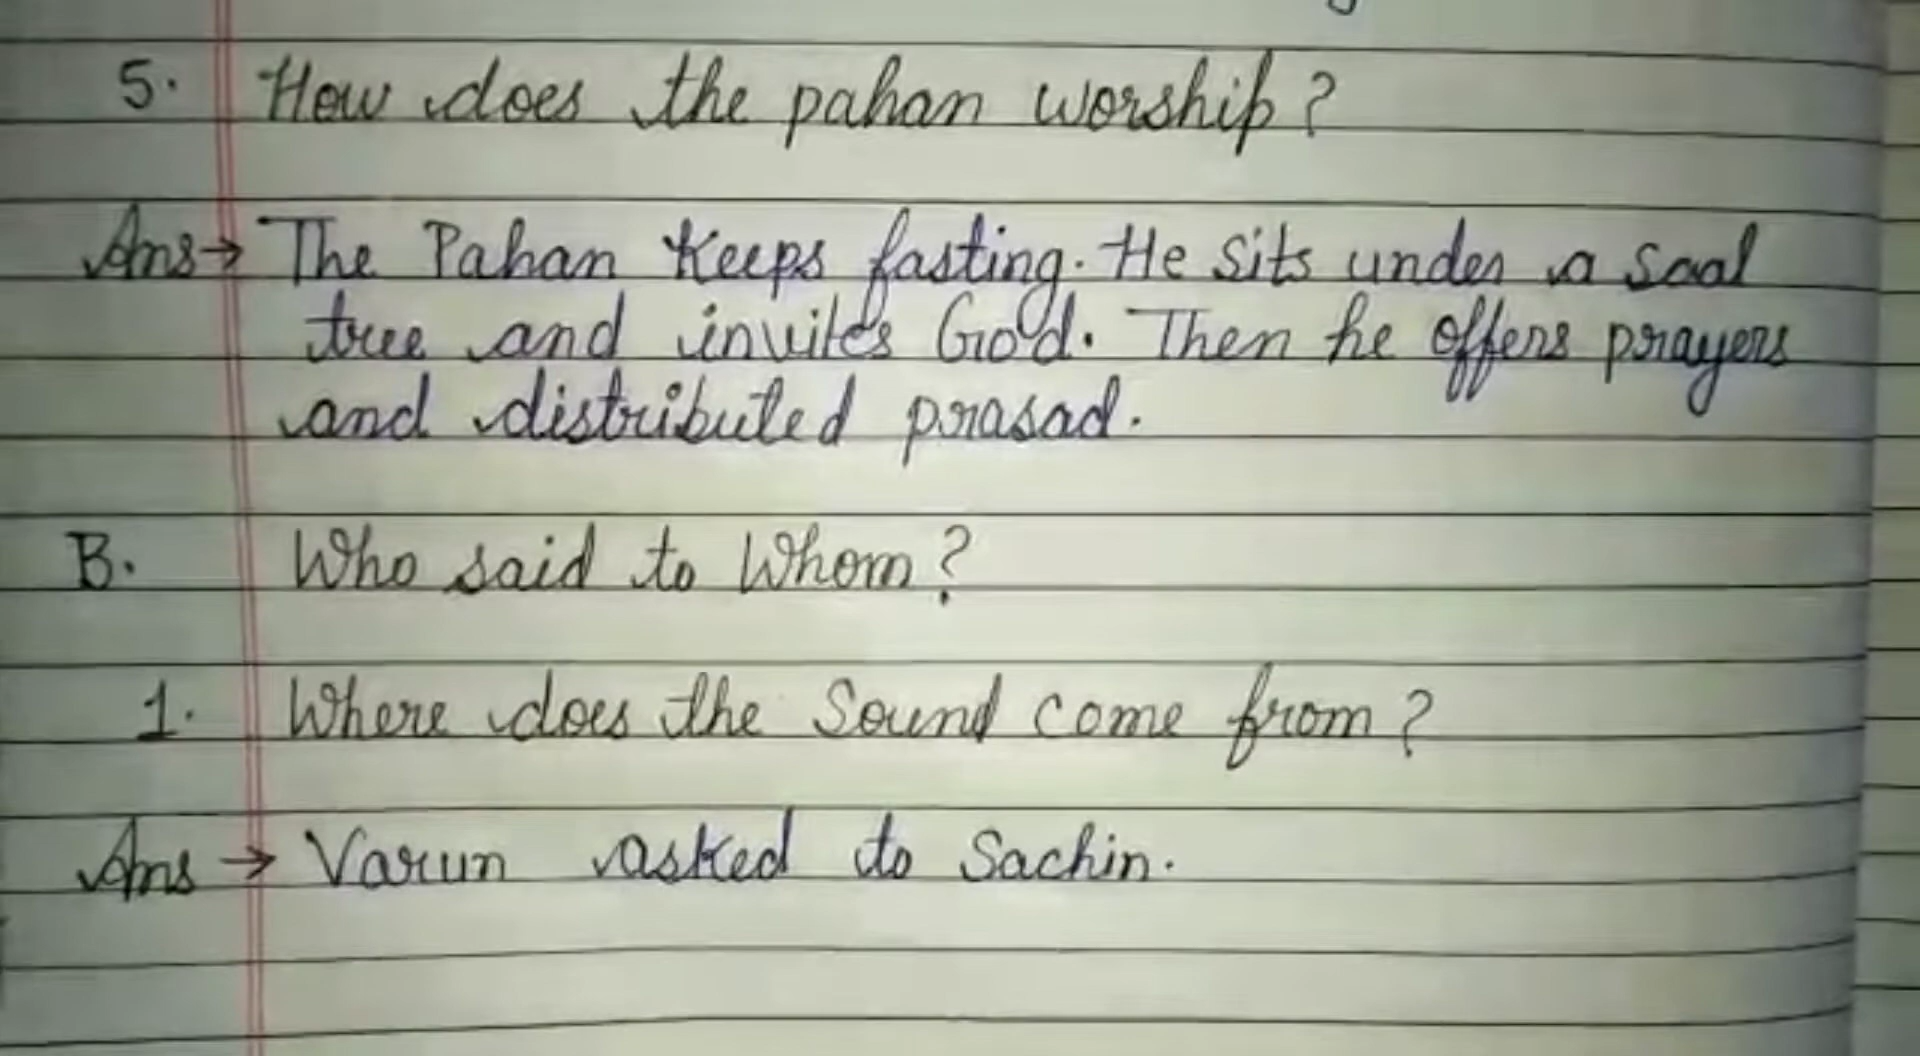 5. How does the pahan worship?
Ans→ The Pahan keeps fasting. He sits under a saal
tree and invites God. Then he offers prayers
and distributed prasad.
B. Who said to Whom?
1. Where does the Sound come from?
Ans → Varun asked to Sachin.